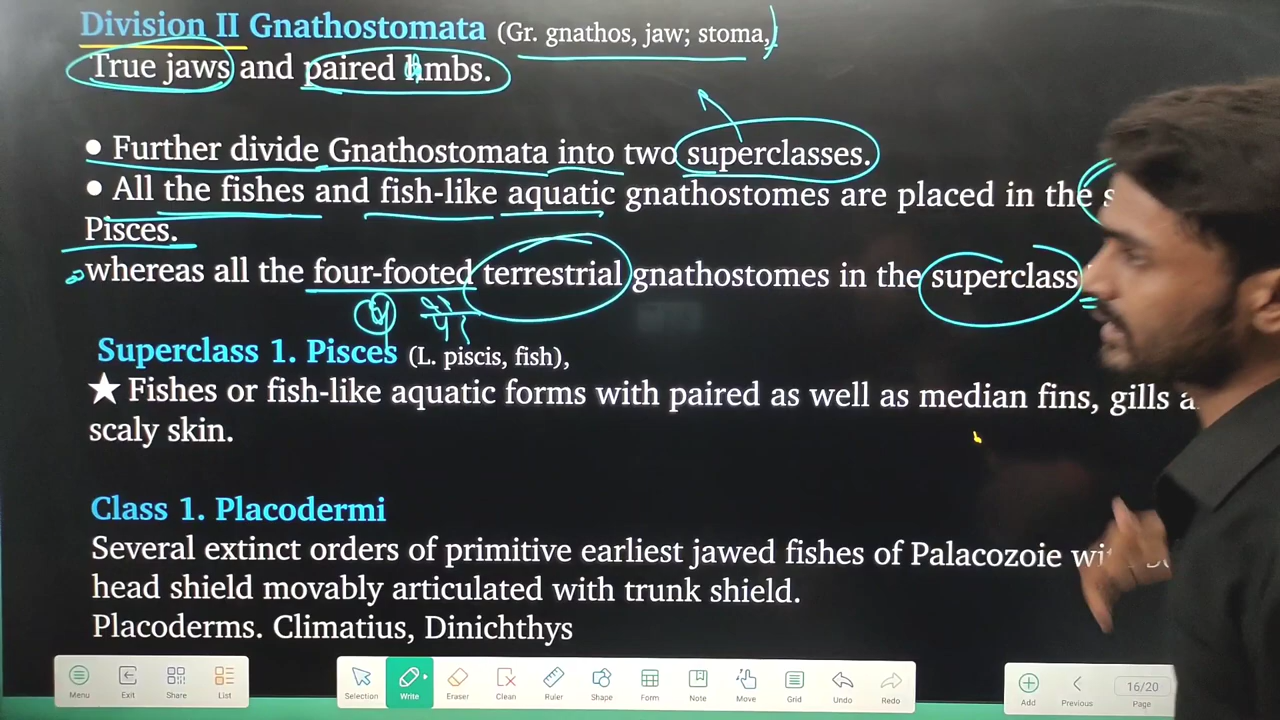 Division II Gnathostomata (Gr. gnathos, jaw; stoma,)
True jaws and paired limbs.
• Further divide Gnathostomata into two superclasses.
• All the fishes and fish-like aquatic gnathostomes are placed in the
Pisces.
whereas all the four-footed terrestrial gnathostomes in the superclass
Superclass 1. Pisces (L. piscis, fish),
★ Fishes or fish-like aquatic forms with paired as well as median fins, gills
scaly skin.
Class 1. Placodermi
Several extinct orders of primitive earliest jawed fishes of Palacozoie
head shield movably articulated with trunk shield.
Placoderms. Climatius, Dinichthys
Menu Exit Share List Selection Write Eraser Clean Ruler Shape Form Note Move Grid Undo Redo Add Previous 16/20 Page